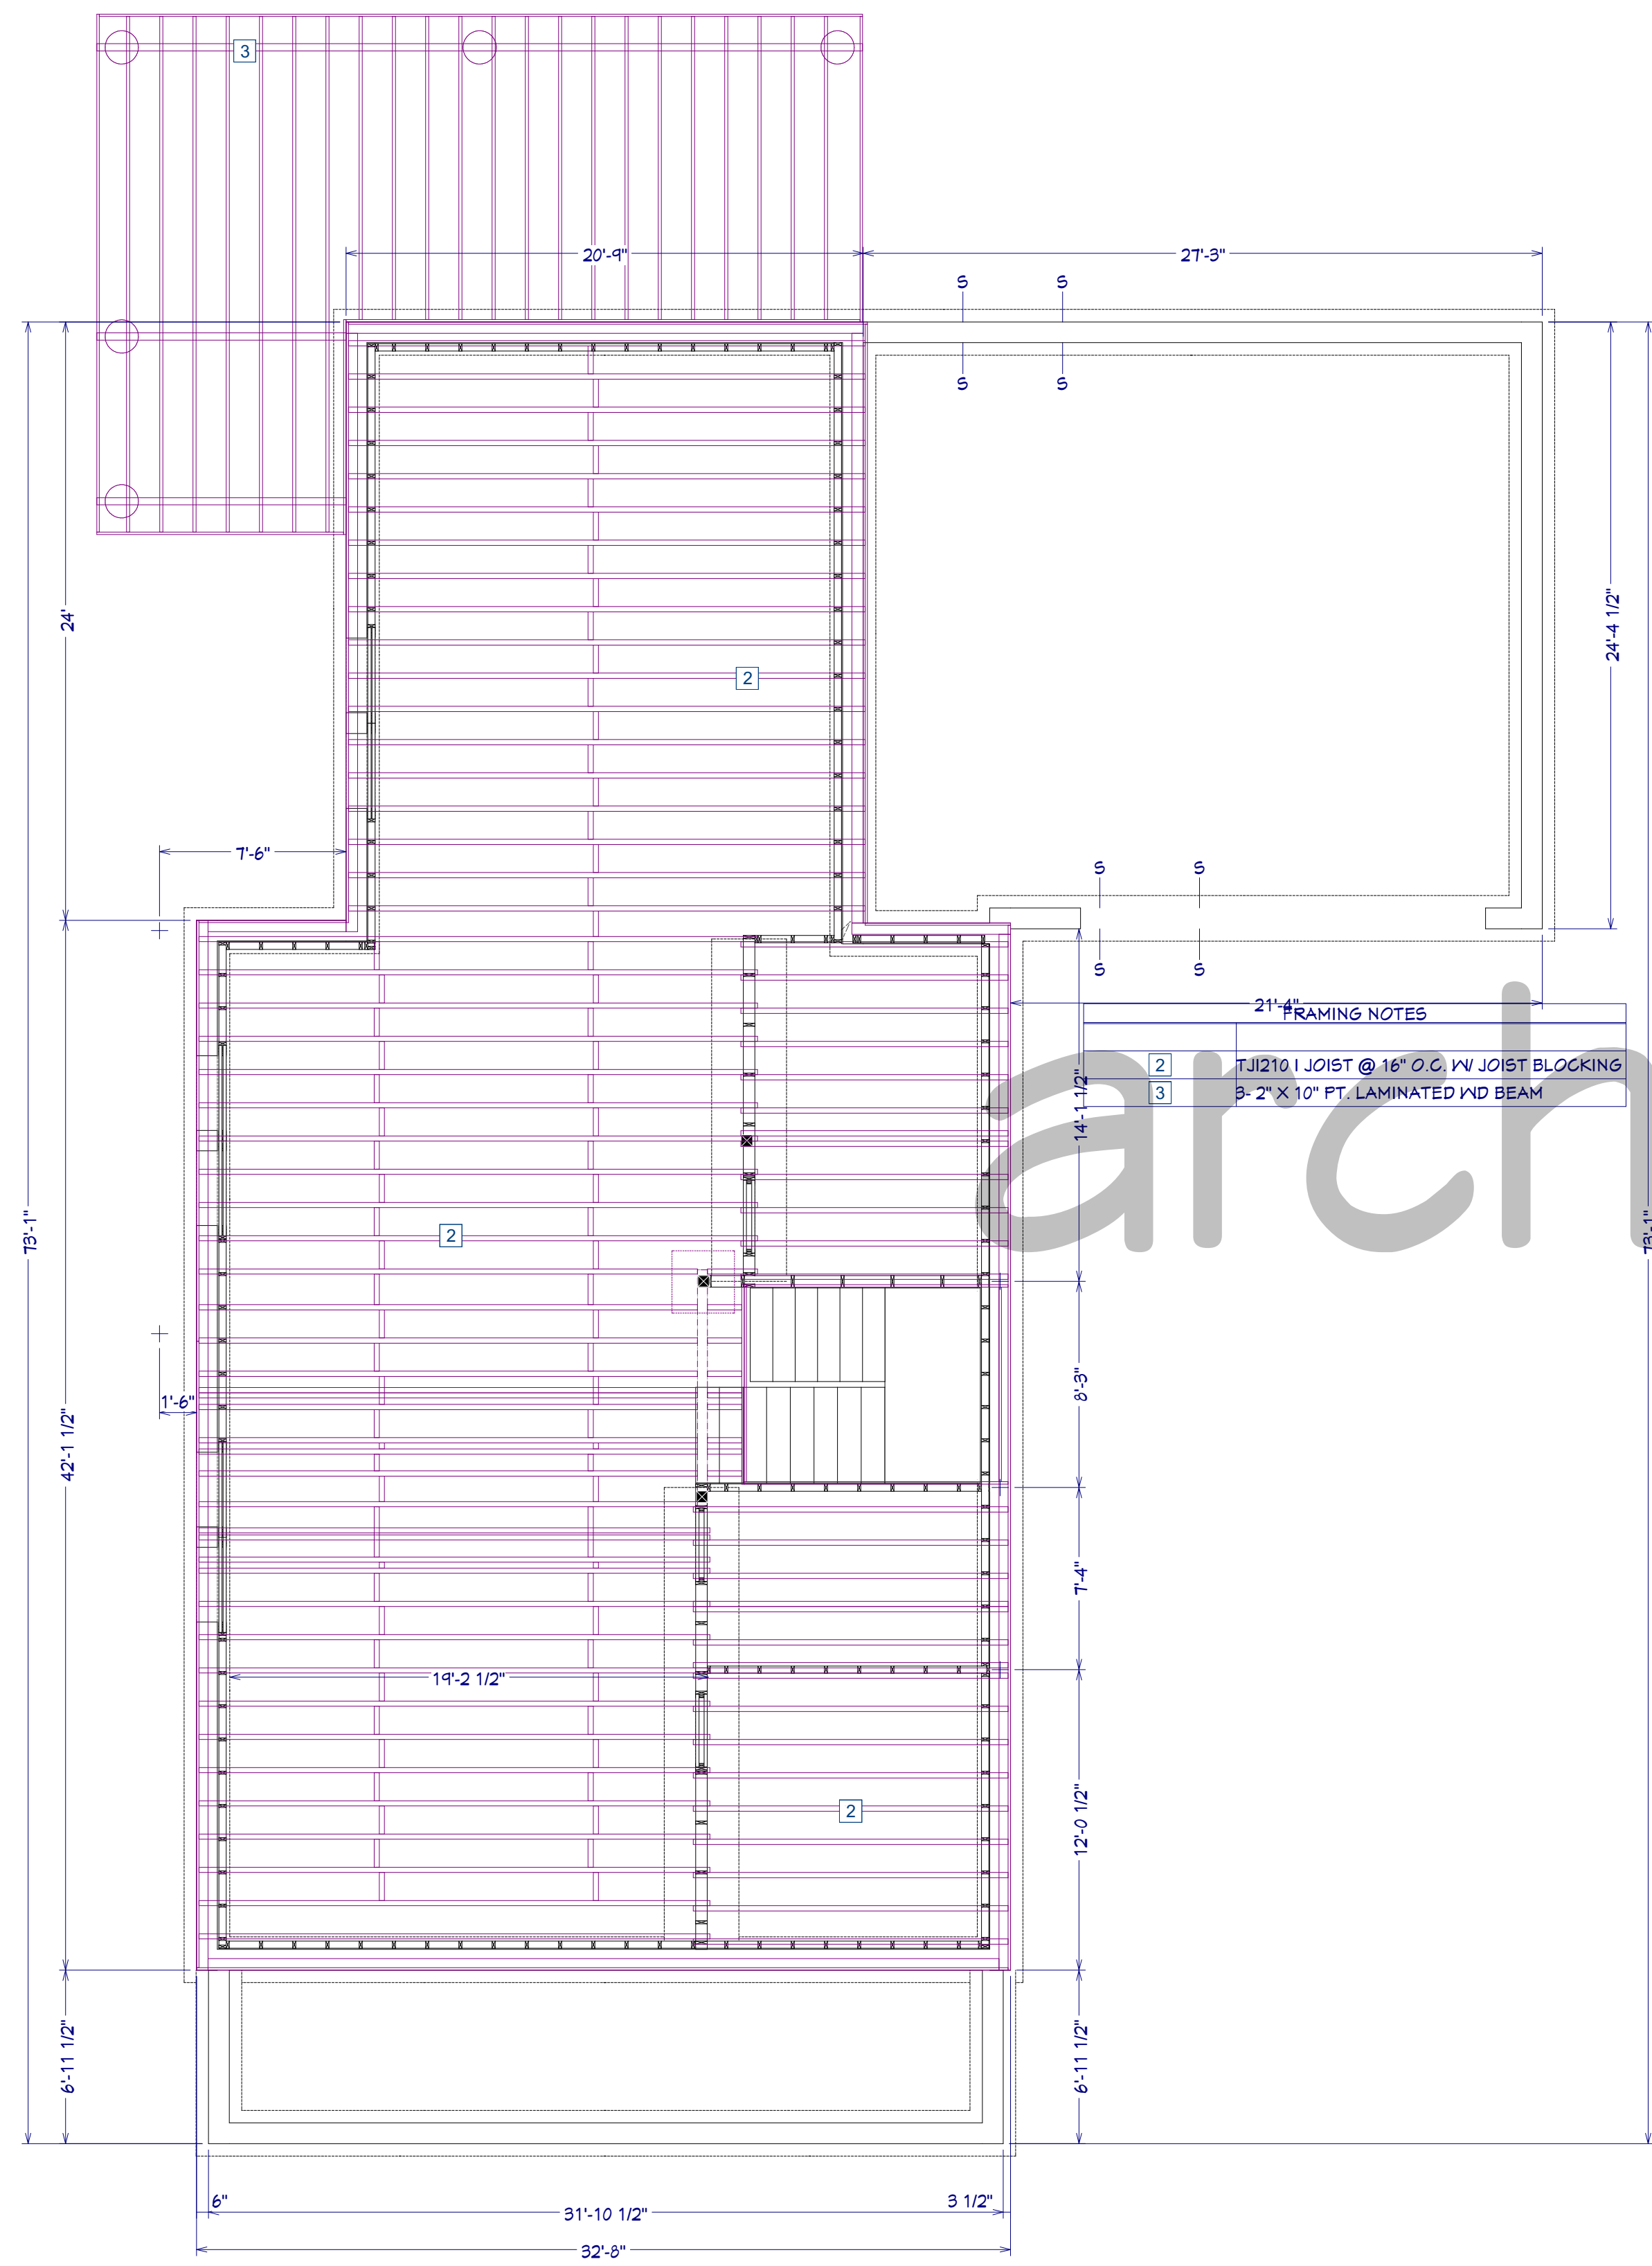 3
20'-9"
27'-3"
S
S
S
S
24'
24'-4 1/2"
2
7'-6"
S
S
S
S
21'-4"
FRAMING NOTES
2
TJI210 I JOIST @ 16" O.C. W/ JOIST BLOCKING
3
3- 2" X 10" PT. LAMINATED WD BEAM
14'-1 1/2"
arch
73'-1"
73'-1"
2
1'-6"
8'-3"
42'-1 1/2"
7'-4"
19'-2 1/2"
2
12'-0 1/2"
6'-11 1/2"
6'-11 1/2"
6"
31'-10 1/2"
3 1/2"
32'-8"